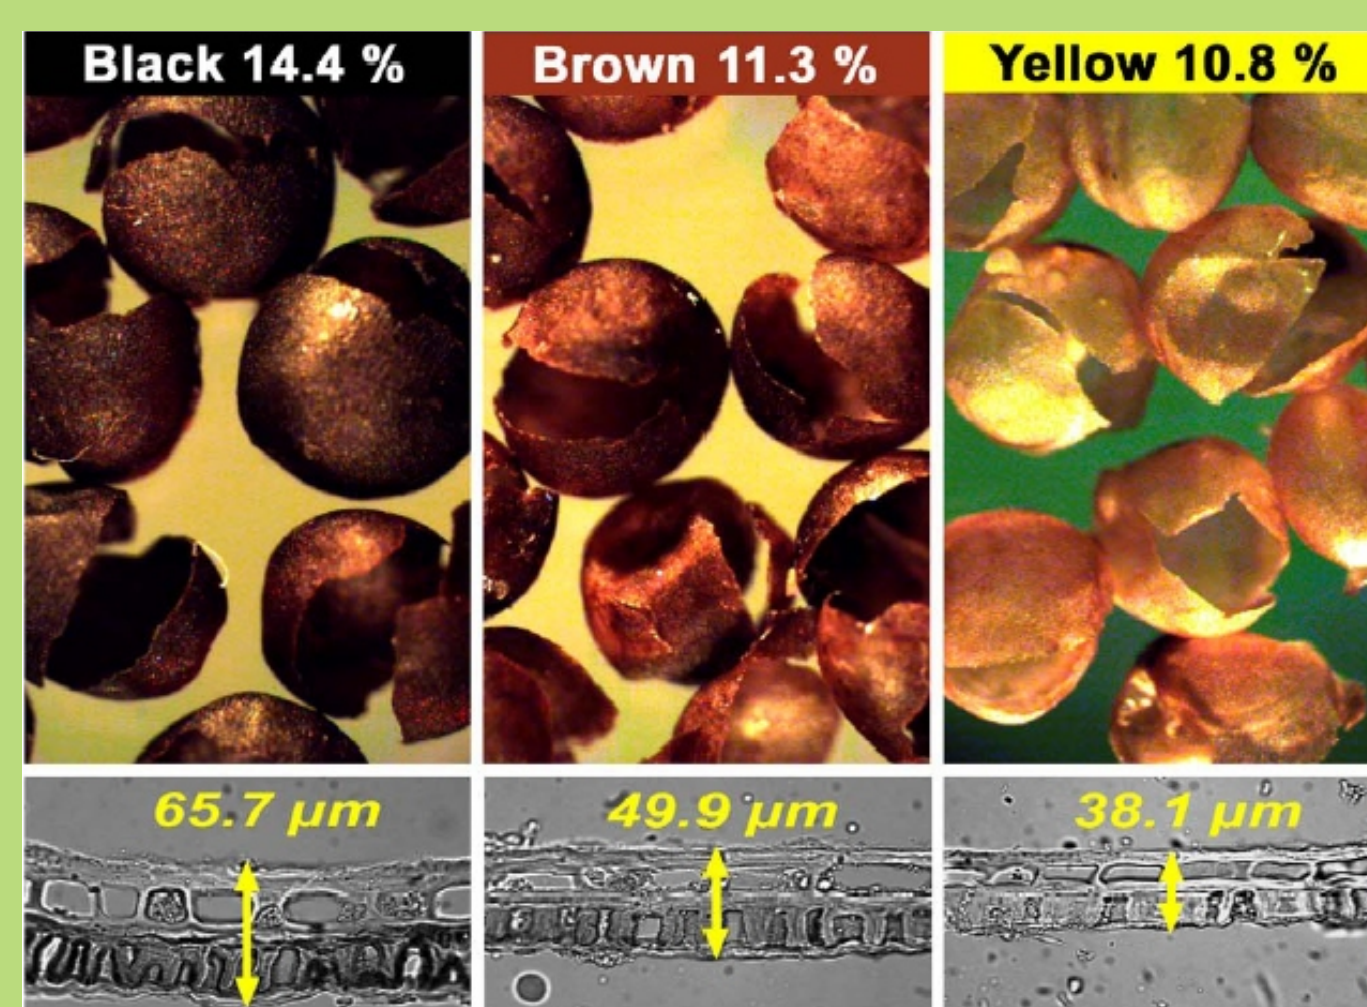 Black 14.4 %
Brown 11.3 %
Yellow 10.8 %
65.7 µm
49.9 µm
38.1 µm